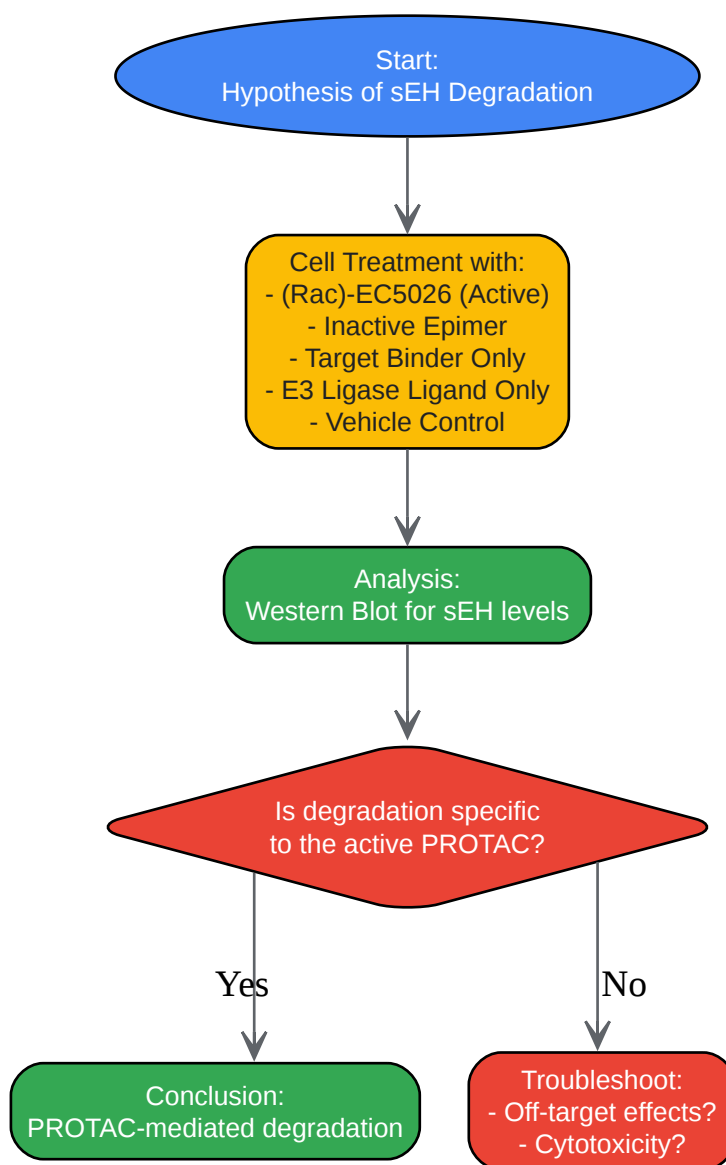 Start:
Hypothesis of sEH Degradation
Cell Treatment with:
- (Rac)-EC5026 (Active)
- Inactive Epimer
- Target Binder Only
- E3 Ligase Ligand Only
- Vehicle Control
Analysis:
Western Blot for sEH levels
Is degradation specific
to the active PROTAC?
Yes
No
Conclusion:
PROTAC-mediated degradation
Troubleshoot:
- Off-target effects?
- Cytotoxicity?